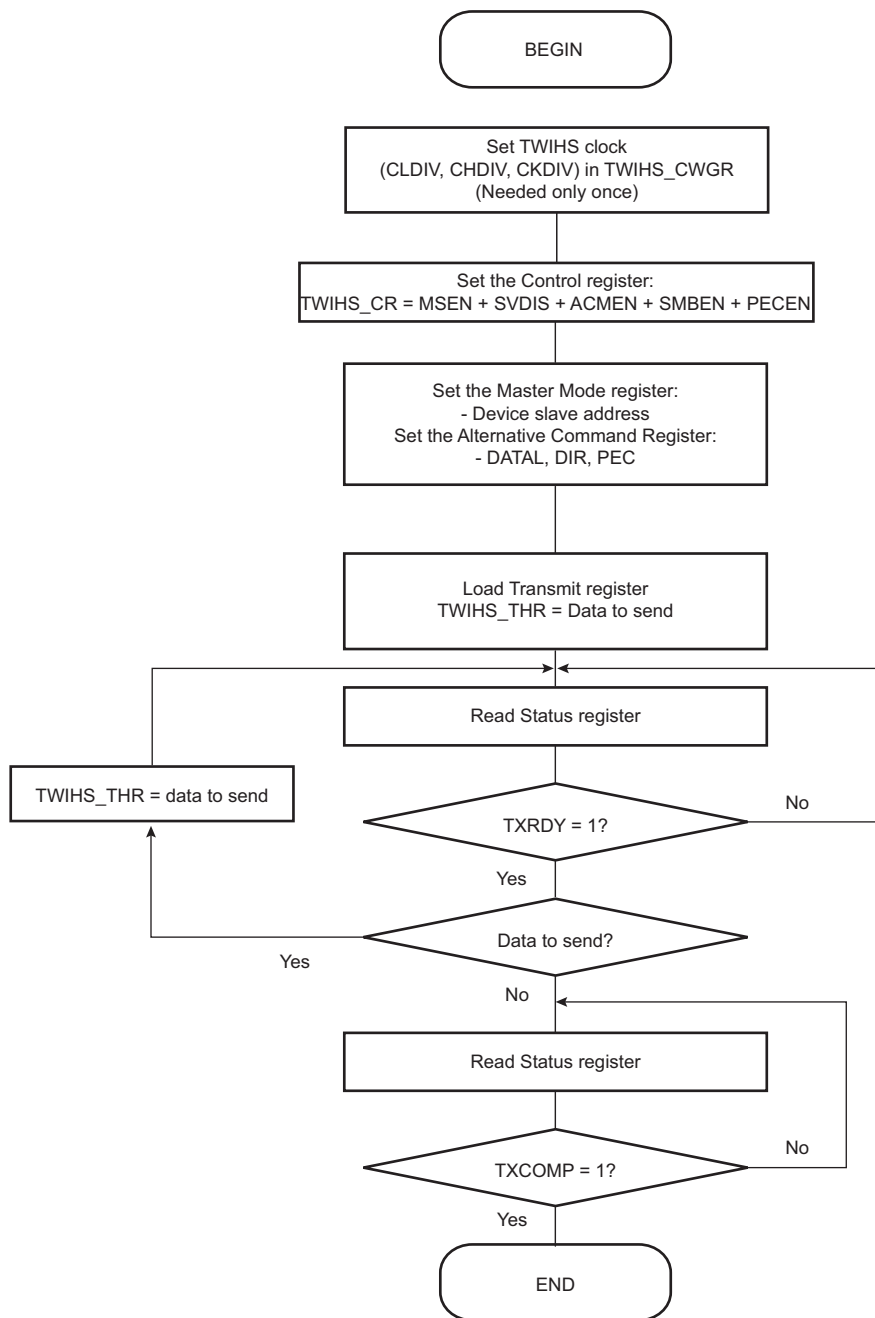 BEGIN
Set TWIHS clock
(CLDIV, CHDIV, CKDIV) in TWIHS_CWGR
(Needed only once)
Set the Control register:
TWIHS_CR = MSEN + SVDIS + ACMEN + SMBEN + PECEN
Set the Master Mode register:
- Device slave address
Set the Alternative Command Register:
- DATAL, DIR, PEC
Load Transmit register
TWIHS_THR = Data to send
Read Status register
TWIHS_THR = data to send
TXRDY = 1?
No
Yes
Data to send?
Yes
No
Read Status register
TXCOMP = 1?
No
Yes
END